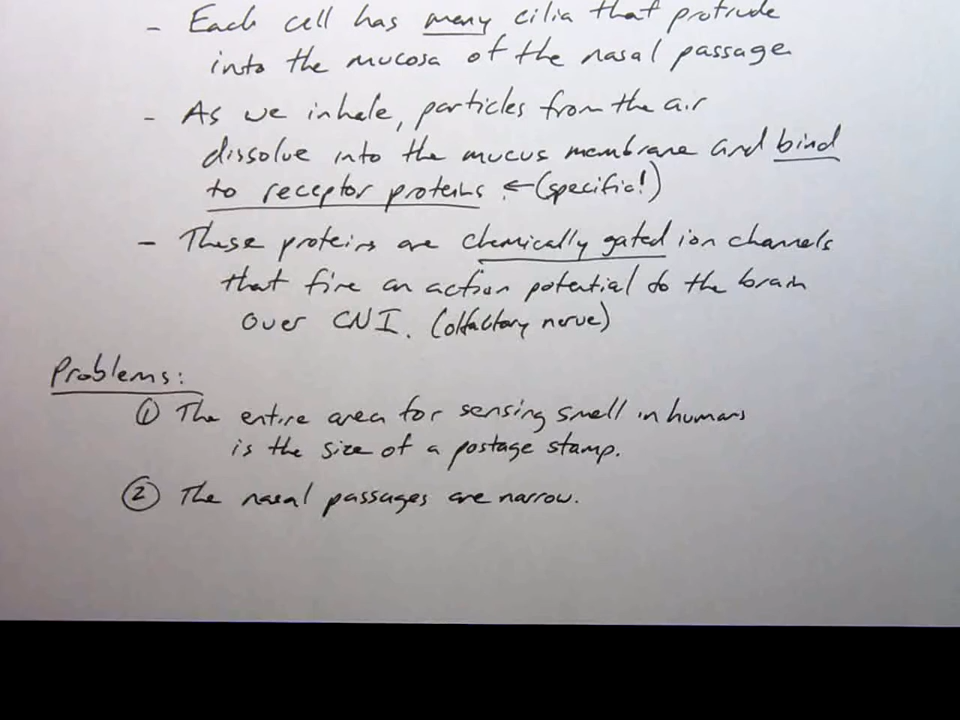 - Each cell has many cilia that protrude
into the mucosa of the nasal passage
- As we inhale, particles from the air
dissolve into the mucus membrane and bind
to receptor proteins. ← (specific!)
- These proteins are chemically gated ion channels
that fire an action potential to the brain
over CNI. (olfactory nerve)
Problems:
① The entire area for sensing smell in humans
is the size of a postage stamp.
② The nasal passages are narrow.